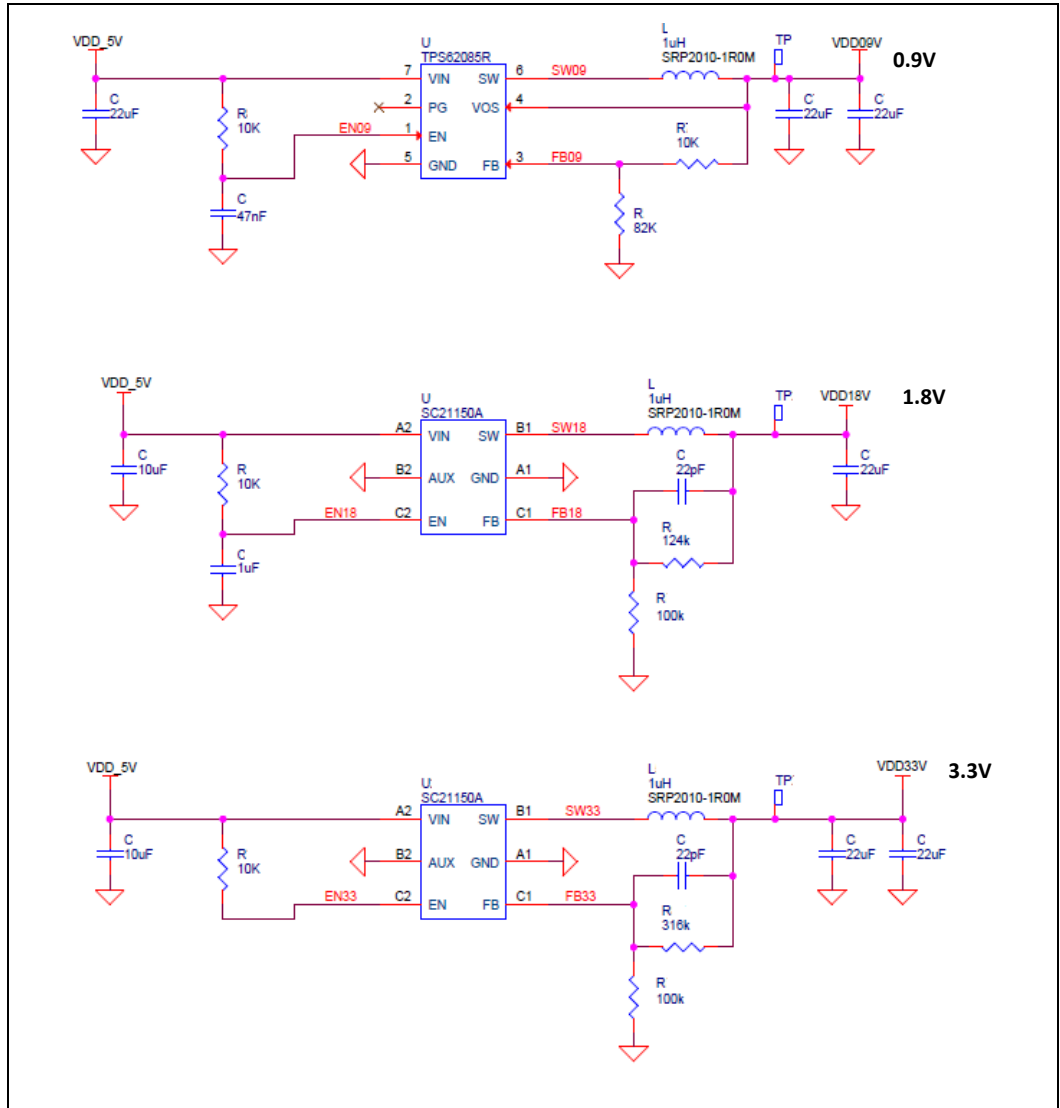 VDD_5V
U
TPS62085R
L
1uH
SRP2010-1R0M
TP
VDD09V
0.9V
C
22uF
R
10K
7 VIN SW 6 SW09
2 PG VOS 4
EN09 1 EN
5 GND FB 3 FB09
R
10K
C
22uF
C
22uF
C
47nF
R
82K
VDD_5V
U
SC21150A
L
1uH
SRP2010-1R0M
TP
VDD18V
1.8V
C
10uF
R
10K
A2 VIN SW B1 SW18
B2 AUX GND A1
EN18 C2 EN FB C1 FB18
C
22pF
C
22uF
R
124k
C
1uF
R
100k
VDD_5V
U
SC21150A
L
1uH
SRP2010-1R0M
TP
VDD33V
3.3V
C
10uF
R
10K
A2 VIN SW B1 SW33
B2 AUX GND A1
EN33 C2 EN FB C1 FB33
C
22pF
C
22uF
C
22uF
R
316k
R
100k